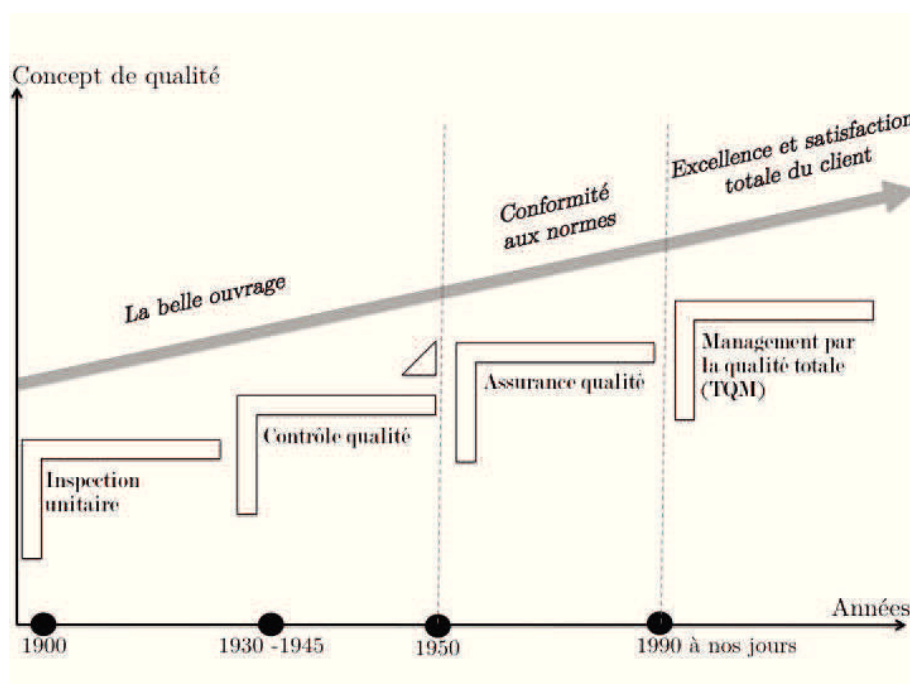 Concept de qualité
Excellence et satisfaction
totale du client
Conformité
aux normes
La belle ouvrage
Management par
la qualité totale
(TQM)
Assurance qualité
Contrôle qualité
Inspection
unitaire
Années
1900
1930 -1945
1950
1990 à nos jours